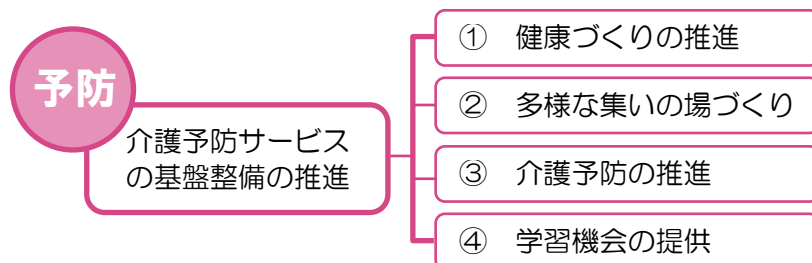 予防
介護予防サービス
の基盤整備の推進
① 健康づくりの推進
② 多様な集いの場づくり
③ 介護予防の推進
④ 学習機会の提供